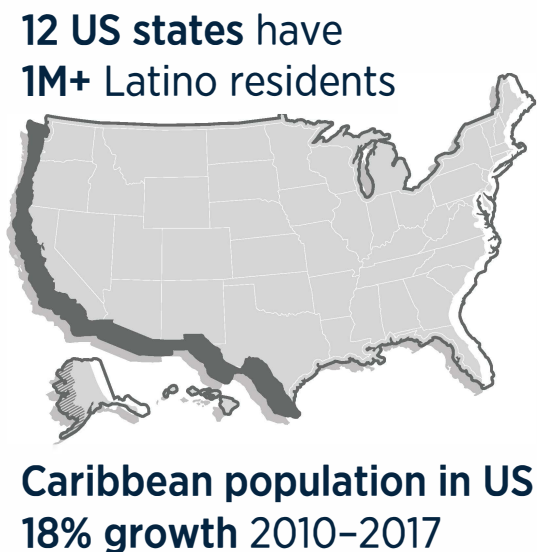 12 US states have
1M+ Latino residents
Caribbean population in US
18% growth 2010–2017